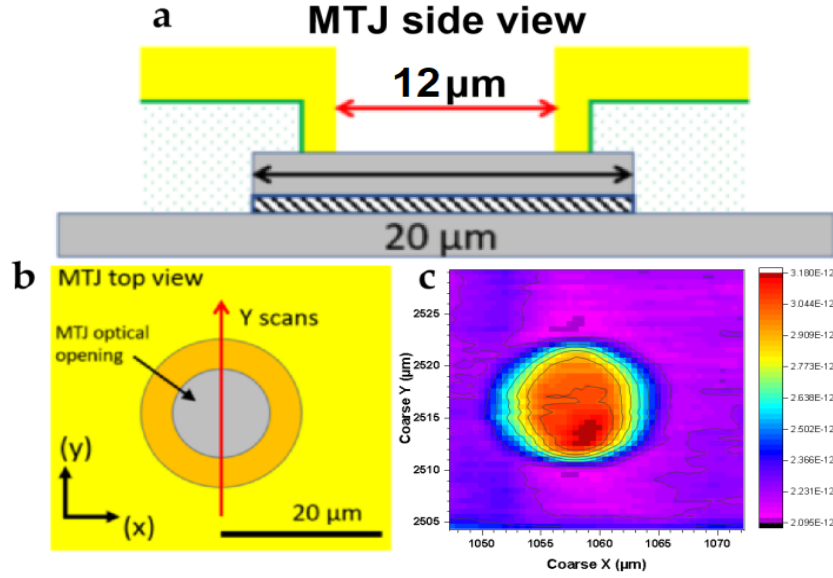 a
MTJ side view
12 µm
20 µm
b
MTJ top view
Y scans
MTJ optical
opening
(y)
(x)
20 µm
c
Coarse Y (µm)
2529
2520
2515
2510
2505
1050
1055
1060
1065
1070
Coarse X (µm)
3.180E-12
3.044E-12
2.909E-12
2.773E-12
2.638E-12
2.502E-12
2.366E-12
2.231E-12
2.095E-12